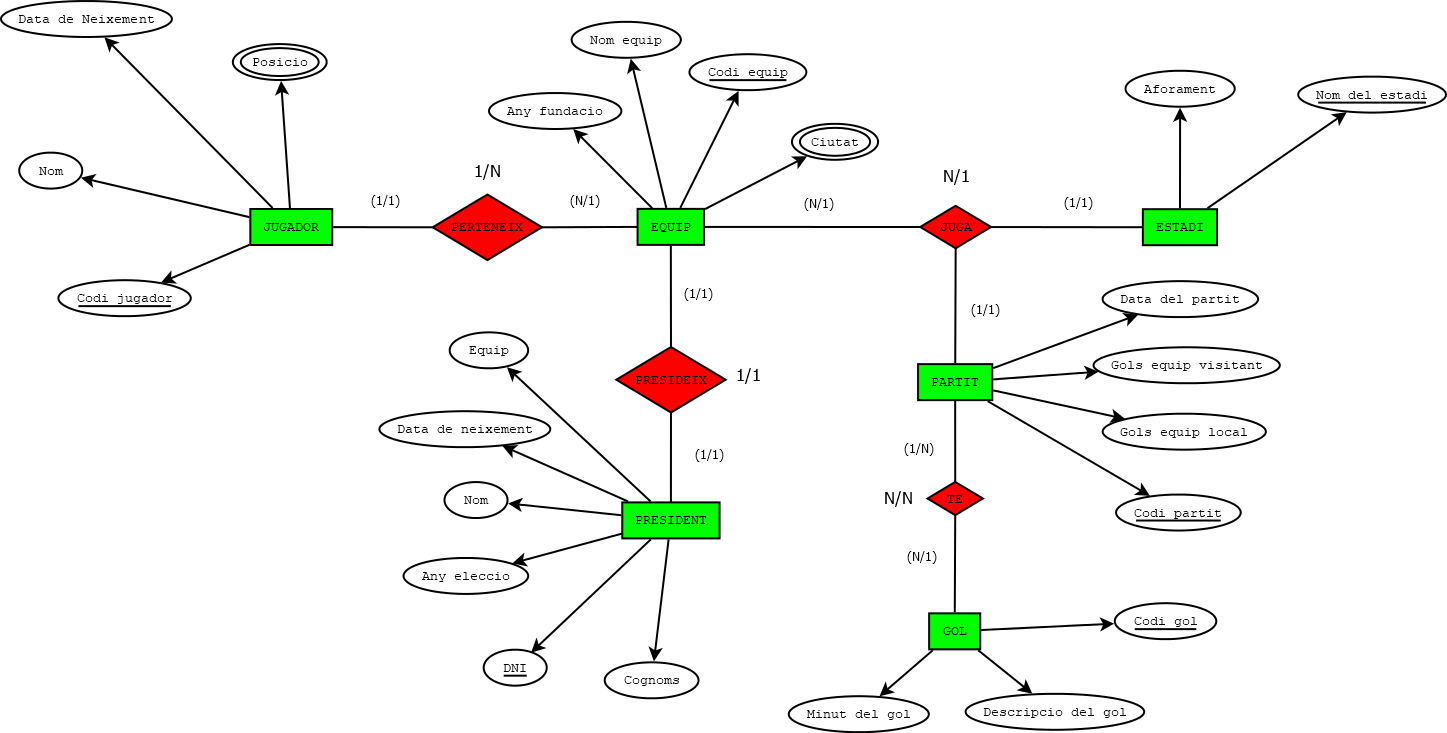 Data de Neixement
Posicio
Nom
Codi jugador
JUGADOR
(1/1)
1/N
PERTENEIX
(N/1)
Nom equip
Codi equip
Any fundacio
Ciutat
EQUIP
(N/1)
N/1
JUGA
(1/1)
Aforament
Nom del estadi
ESTADI
(1/1)
PRESIDEIX
1/1
(1/1)
Equip
Data de neixement
Nom
Any eleccio
DNI
Cognoms
PRESIDENT
(1/1)
PARTIT
Data del partit
Gols equip visitant
Gols equip local
Codi partit
(1/N)
N/N
TE
(N/1)
GOL
Codi gol
Minut del gol
Descripcio del gol